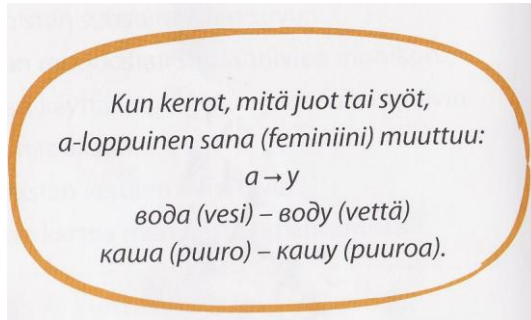 Kun kerrot, mitä juot tai syöt,
a-loppuinen sana (feminiini) muuttuu:
а → у
вода (vesi) – воду (vettä)
каша (puuro) – кашу (puuroa).